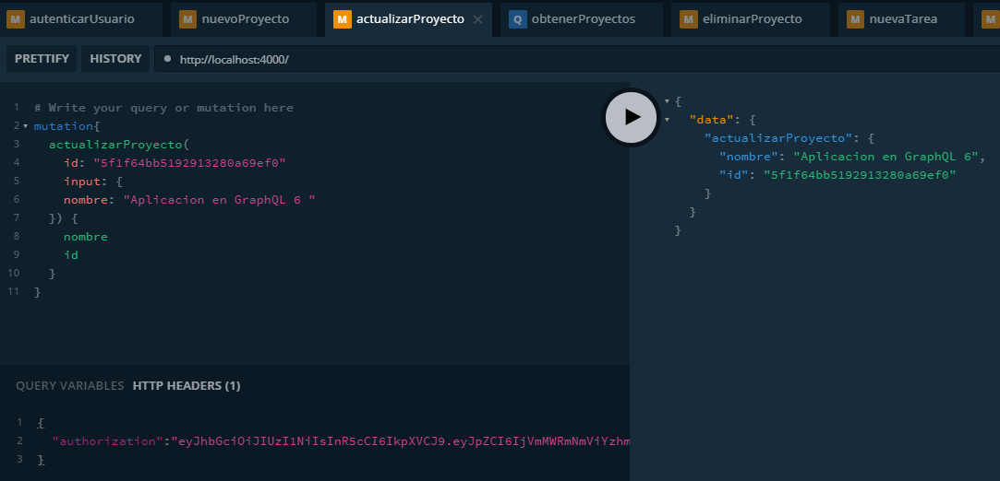 M autenticarUsuario
M nuevoProyecto
M actualizarProyecto ×
Q obtenerProyectos
M eliminarProyecto
M nuevaTarea
M
PRETTIFY
HISTORY
http://localhost:4000/
1 # Write your query or mutation here
2 mutation{
3 actualizarProyecto(
4 id: "5f1f64bb5192913280a69ef0"
5 input: {
6 nombre: "Aplicacion en GraphQL 6 "
7 }) {
8 nombre
9 id
10 }
11 }
{
"data": {
"actualizarProyecto": {
"nombre": "Aplicacion en GraphQL 6",
"id": "5f1f64bb5192913280a69ef0"
}
}
}
QUERY VARIABLES HTTP HEADERS (1)
1 {
2 "authorization":"eyJhbGciOiJIUzI1NiIsInR5cCI6IkpXVCJ9.eyJpZCI6IjVmMWRmNmViYzhm
3 }